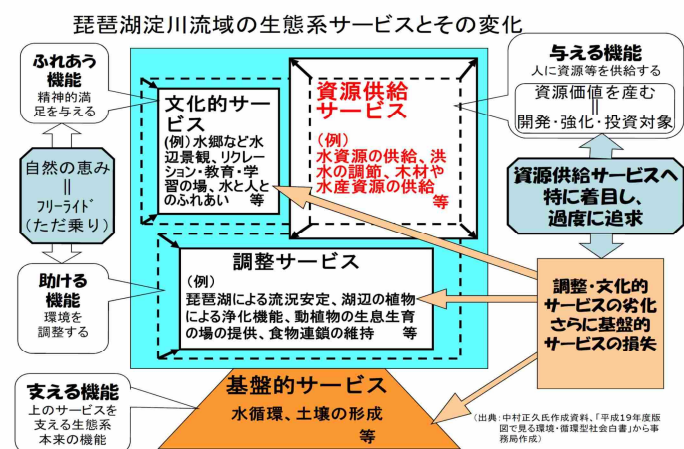 琵琶湖淀川流域の生態系サービスとその変化
ふれあう
機能
精神的満
足を与える
文化的サー
ビス
(例)水郷など水
辺景観、リクレー
ション・教育・学
習の場、水と人と
のふれあい 等
資源供給
サービス
(例)
水資源の供給、洪
水の調節、木材や
水産資源の供給
等
与える機能
人に資源等を供給する
資源価値を産む
||
開発・強化・投資対象
自然の恵み
||
フリーライド
(ただ乗り)
資源供給サービスへ
特に着目し、
過度に追求
助ける
機能
環境を
調整する
調整サービス
(例)
琵琶湖による流況安定、湖辺の植物
による浄化機能、動植物の生息生育
の場の提供、食物連鎖の維持 等
調整・文化的
サービスの劣化
さらに基盤的
サービスの損失
支える機能
上のサービスを
支える生態系
本来の機能
基盤的サービス
水循環、土壌の形成
等
(出典:中村正久氏作成資料、「平成19年度版
図で見る環境・循環型社会白書」から事
務局作成)